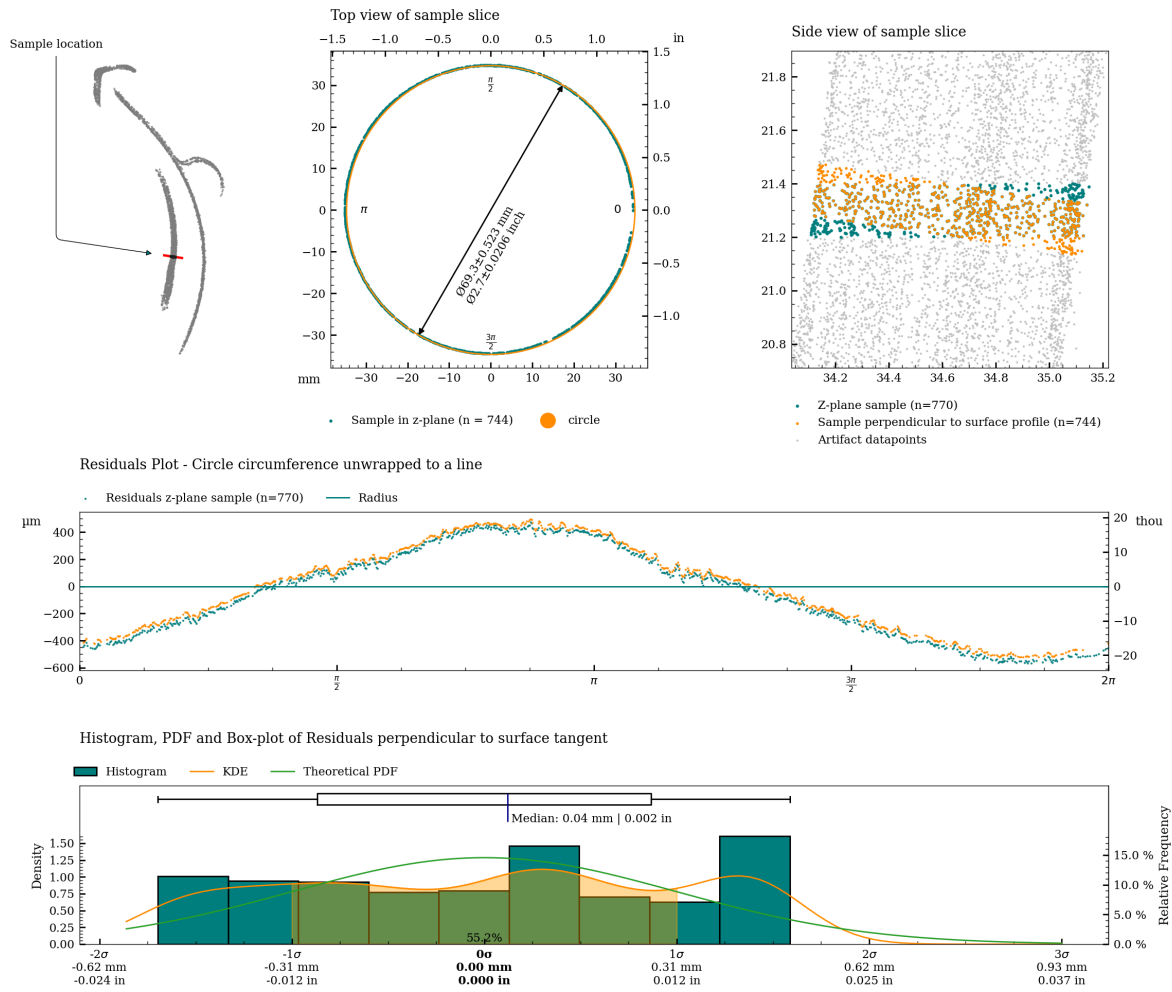 Sample location
Top view of sample slice
−1.5 −1.0 −0.5 0.0 0.5 1.0 in
1.5
1.0
0.5
0.0
−0.5
−1.0
30
20
10
0
−10
−20
−30
π/2
π
0
3π/2
Ø69.3±0.523 mm
Ø2.7±0.0206 inch
mm −30 −20 −10 0 10 20 30
Sample in z-plane (n = 744) circle
Side view of sample slice
21.8
21.6
21.4
21.2
21.0
20.8
34.2 34.4 34.6 34.8 35.0 35.2
Z-plane sample (n=770)
Sample perpendicular to surface profile (n=744)
Artifact datapoints
Residuals Plot - Circle circumference unwrapped to a line
Residuals z-plane sample (n=770) Radius
µm
400
200
0
−200
−400
−600
thou
20
10
0
−10
−20
0 π/2 π 3π/2 2π
Histogram, PDF and Box-plot of Residuals perpendicular to surface tangent
Histogram KDE Theoretical PDF
Median: 0.04 mm | 0.002 in
Density
1.50
1.25
1.00
0.75
0.50
0.25
0.00
Relative Frequency
15.0 %
10.0 %
5.0 %
0.0 %
55.2%
-2σ -1σ 0σ 1σ 2σ 3σ
-0.62 mm -0.31 mm 0.00 mm 0.31 mm 0.62 mm 0.93 mm
-0.024 in -0.012 in 0.000 in 0.012 in 0.025 in 0.037 in